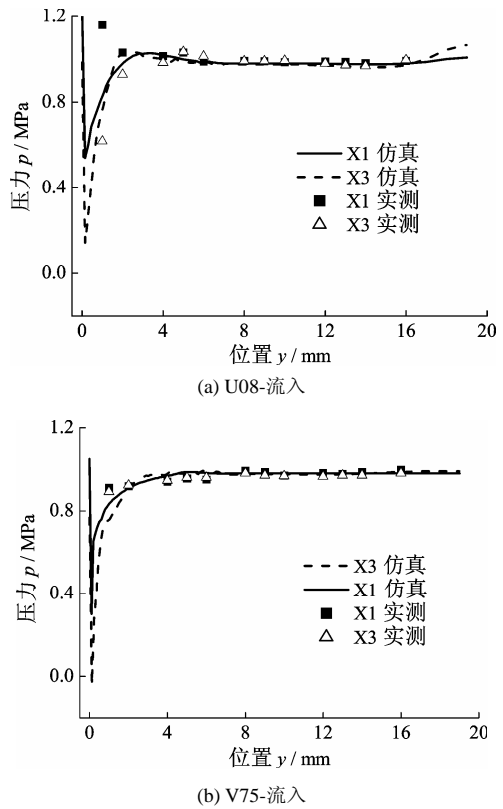 1.2
0.8
0.4
0.0
压力 p / MPa
X1 仿真
X3 仿真
X1 实测
X3 实测
0 4 8 12 16 20
位置 y / mm
(a) U08-流入
1.2
0.8
0.4
0.0
压力 p / MPa
X3 仿真
X1 仿真
X1 实测
X3 实测
0 4 8 12 16 20
位置 y / mm
(b) V75-流入